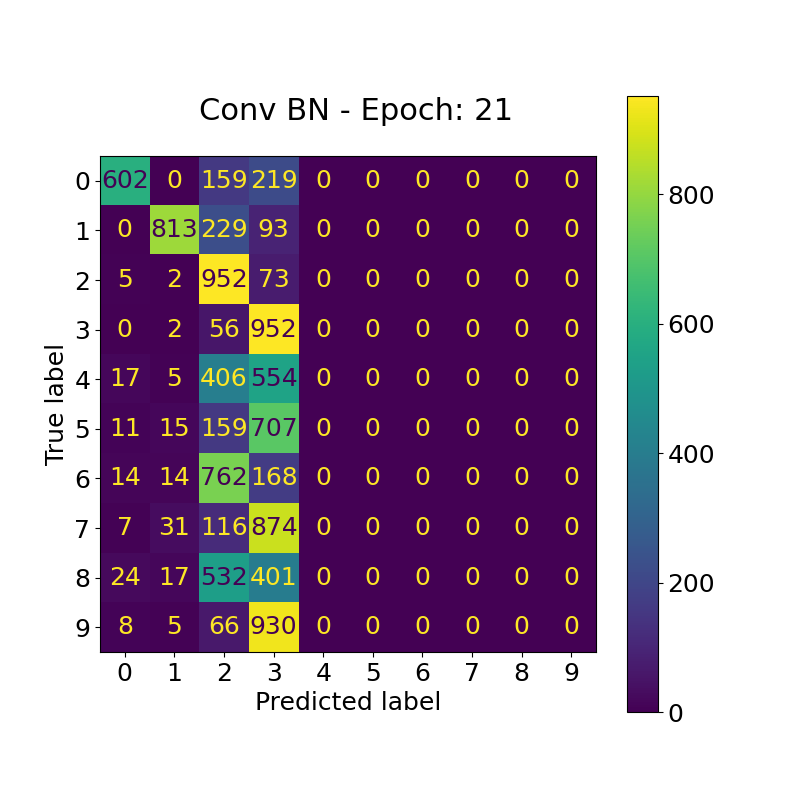 Conv BN - Epoch: 21
0 602 0 159 219 0 0 0 0 0 0
1 0 813 229 93 0 0 0 0 0 0
2 5 2 952 73 0 0 0 0 0 0
3 0 2 56 952 0 0 0 0 0 0
4 17 5 406 554 0 0 0 0 0 0
5 11 15 159 707 0 0 0 0 0 0
6 14 14 762 168 0 0 0 0 0 0
7 7 31 116 874 0 0 0 0 0 0
8 24 17 532 401 0 0 0 0 0 0
9 8 5 66 930 0 0 0 0 0 0
0 1 2 3 4 5 6 7 8 9
Predicted label
True label
800
600
400
200
0